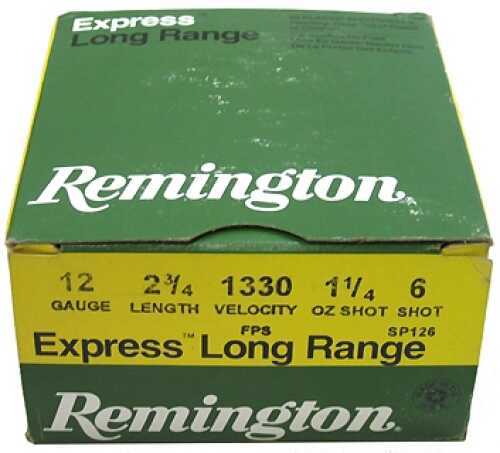 Express™
Long Range
Remington
12 2¾ 1330 1¼ 6
GAUGE LENGTH VELOCITY OZ SHOT SHOT
FPS SP126
Express™ Long Range
Remington